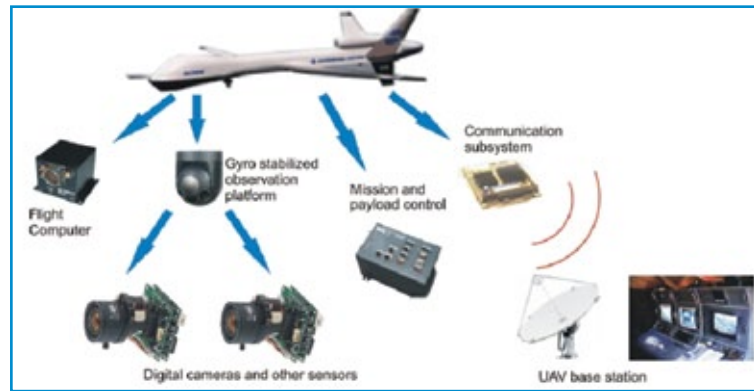 Communication
subsystem
Gyro stabilized
observation
platform
Mission and
payload control
Flight
Computer
Digital cameras and other sensors
UAV base station